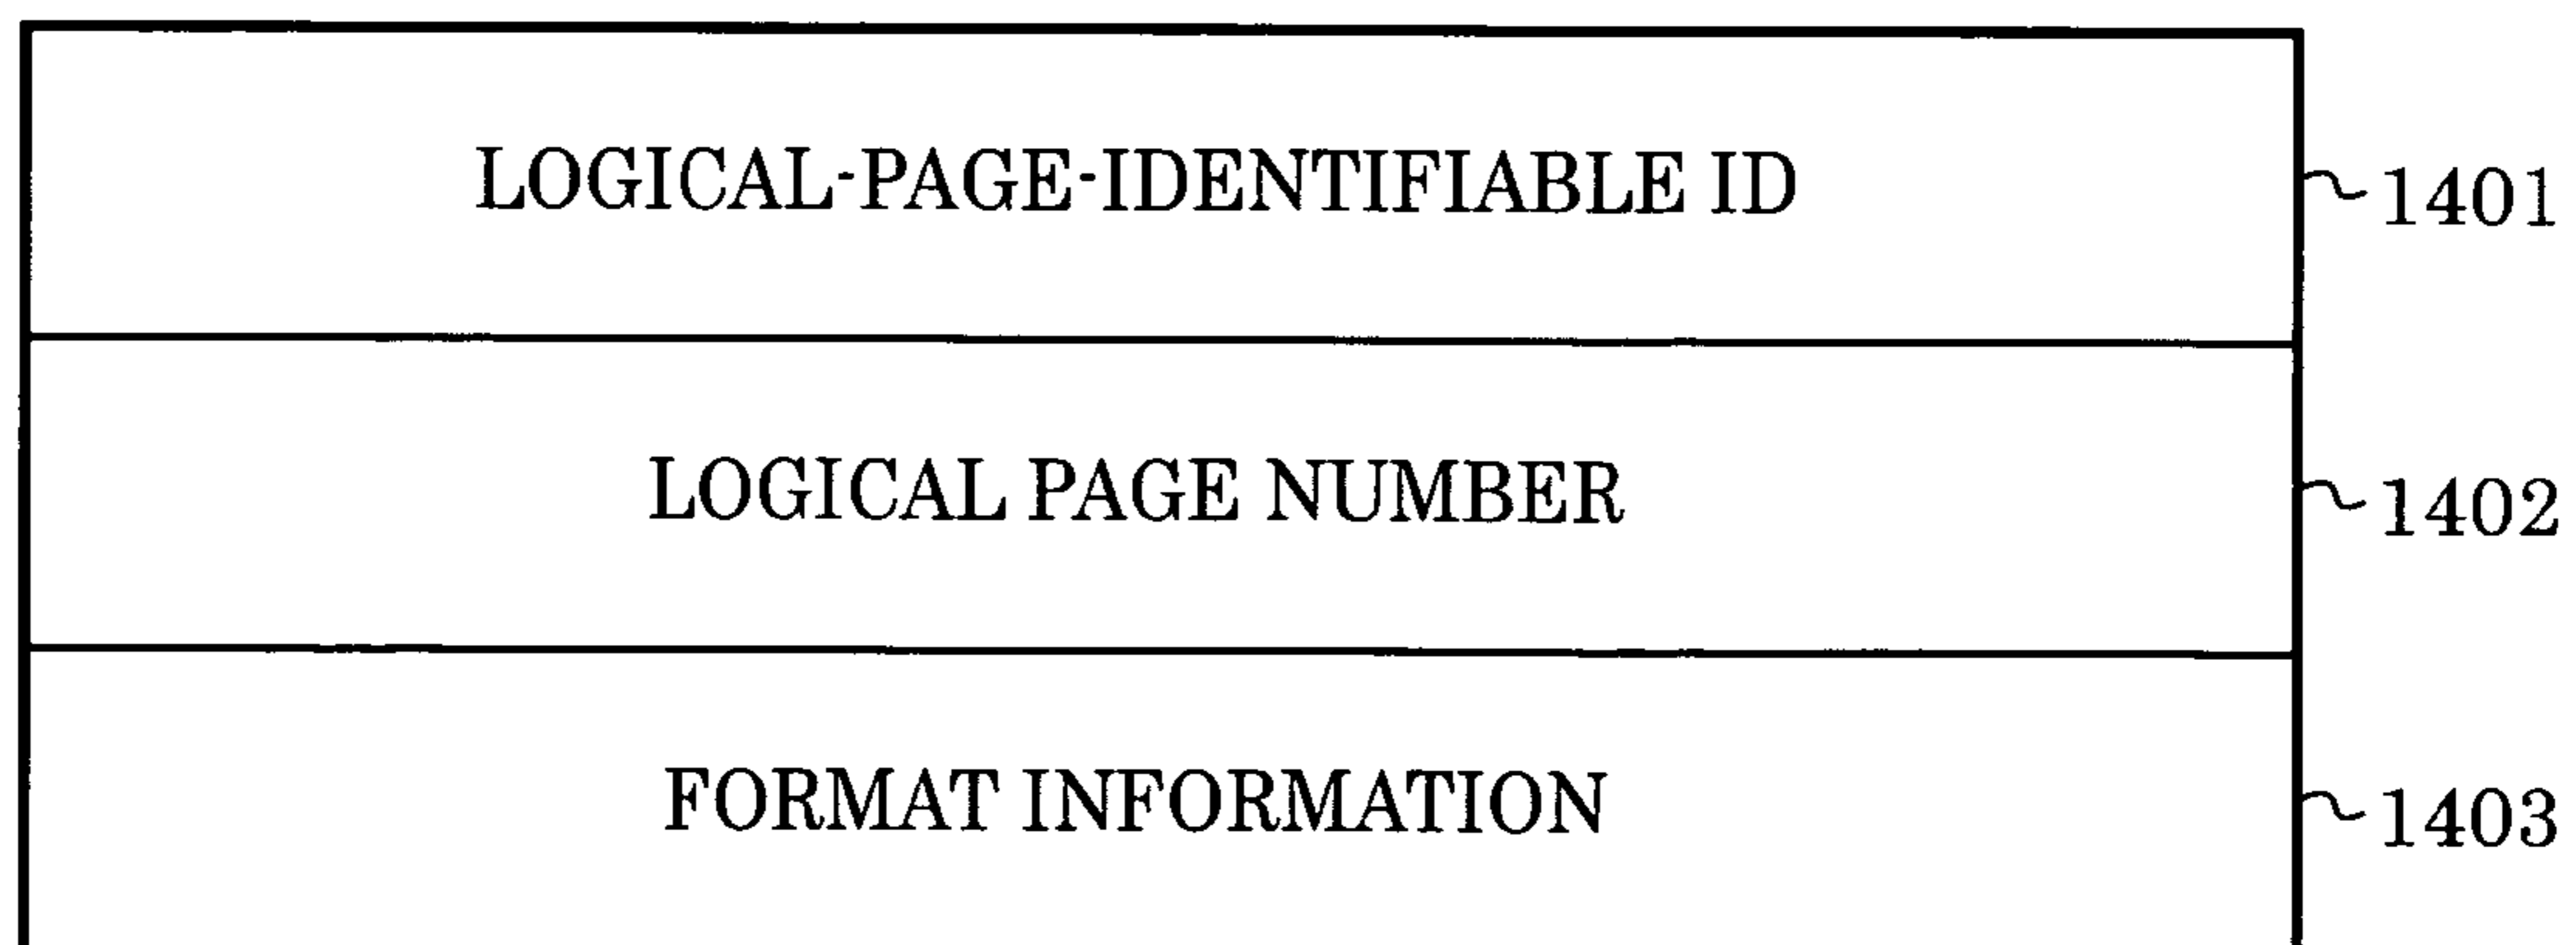 LOGICAL-PAGE-IDENTIFIABLE ID 1401
LOGICAL PAGE NUMBER 1402
FORMAT INFORMATION 1403